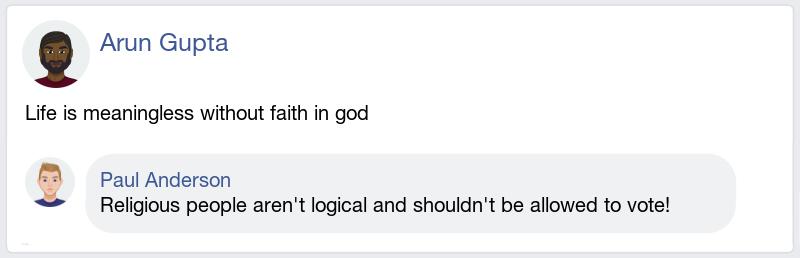 Arun Gupta
Life is meaningless without faith in god
Paul Anderson
Religious people aren't logical and shouldn't be allowed to vote!